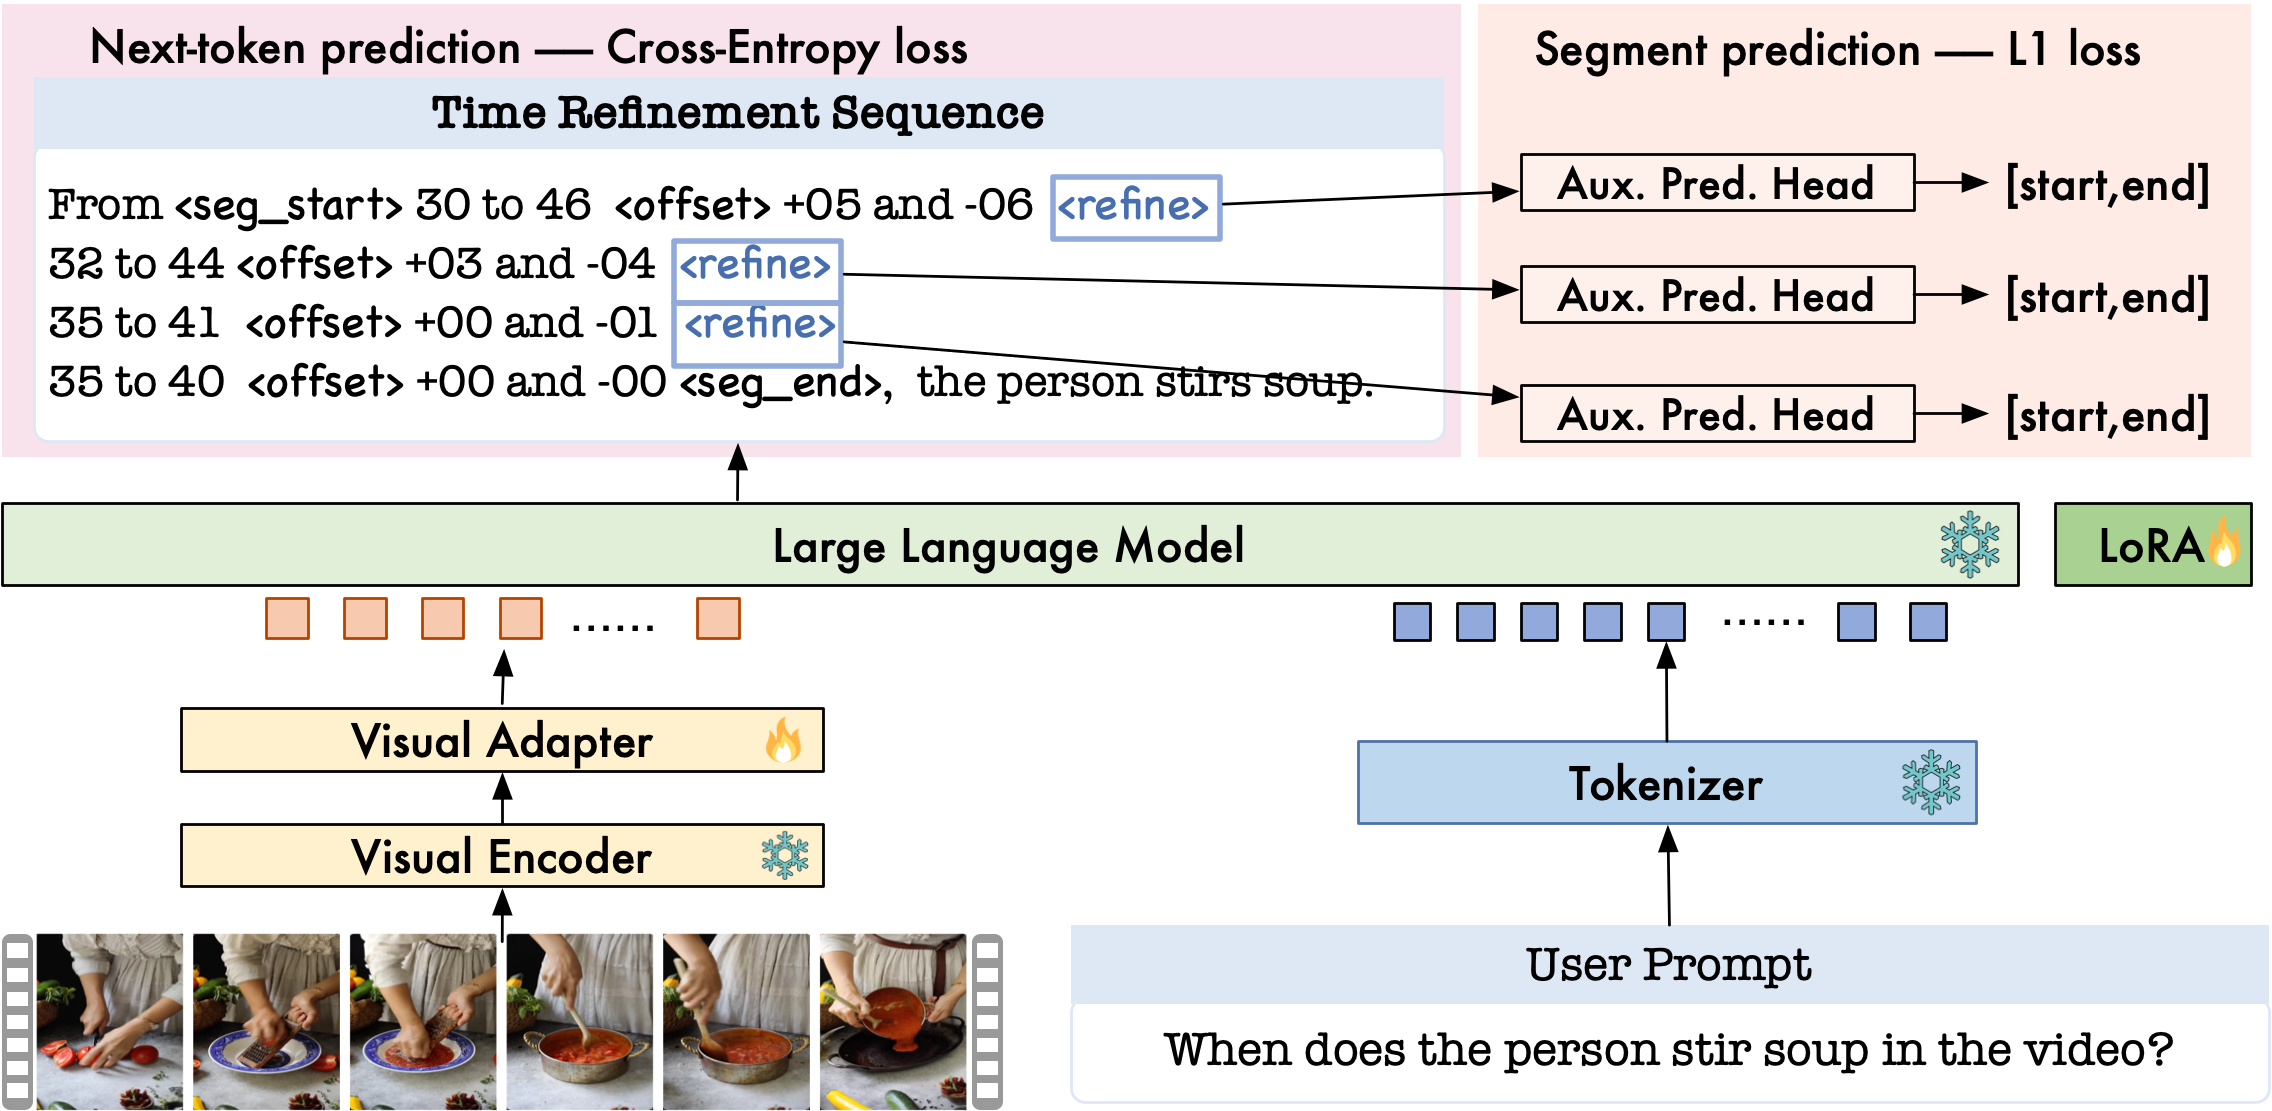 Next-token prediction — Cross-Entropy loss
Time Refinement Sequence
From <seg_start> 30 to 46 <offset> +05 and -06 <refine>
32 to 44 <offset> +03 and -04 <refine>
35 to 41 <offset> +00 and -01 <refine>
35 to 40 <offset> +00 and -00 <seg_end>, the person stirs soup.
Segment prediction — L1 loss
Aux. Pred. Head [start,end]
Aux. Pred. Head [start,end]
Aux. Pred. Head [start,end]
Large Language Model
LoRA
......
......
Visual Adapter
Visual Encoder
Tokenizer
User Prompt
When does the person stir soup in the video?